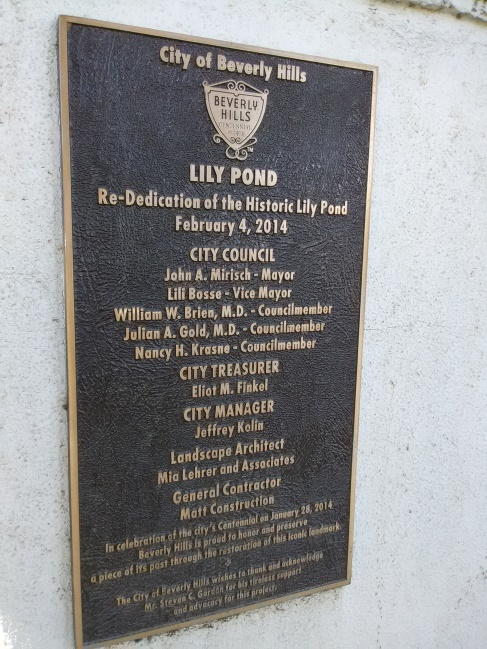 City of Beverly Hills
BEVERLY
HILLS
CENTENNIAL
TM
LILY POND
Re-Dedication of the Historic Lily Pond
February 4, 2014
CITY COUNCIL
John A. Mirisch - Mayor
Lili Bosse - Vice Mayor
William W. Brien, M.D. - Councilmember
Julian A. Gold, M.D. - Councilmember
Nancy H. Krasne - Councilmember
CITY TREASURER
Eliot M. Finkel
CITY MANAGER
Jeffrey Kolin
Landscape Architect
Mia Lehrer and Associates
General Contractor
Matt Construction
In celebration of the city's Centennial on January 28, 2014
Beverly Hills is proud to honor and preserve
a piece of its past through the restoration of this iconic landmark.
The City of Beverly Hills wishes to thank and acknowledge
Mr. Steven C. Gordon for his tireless support
and advocacy for this project.